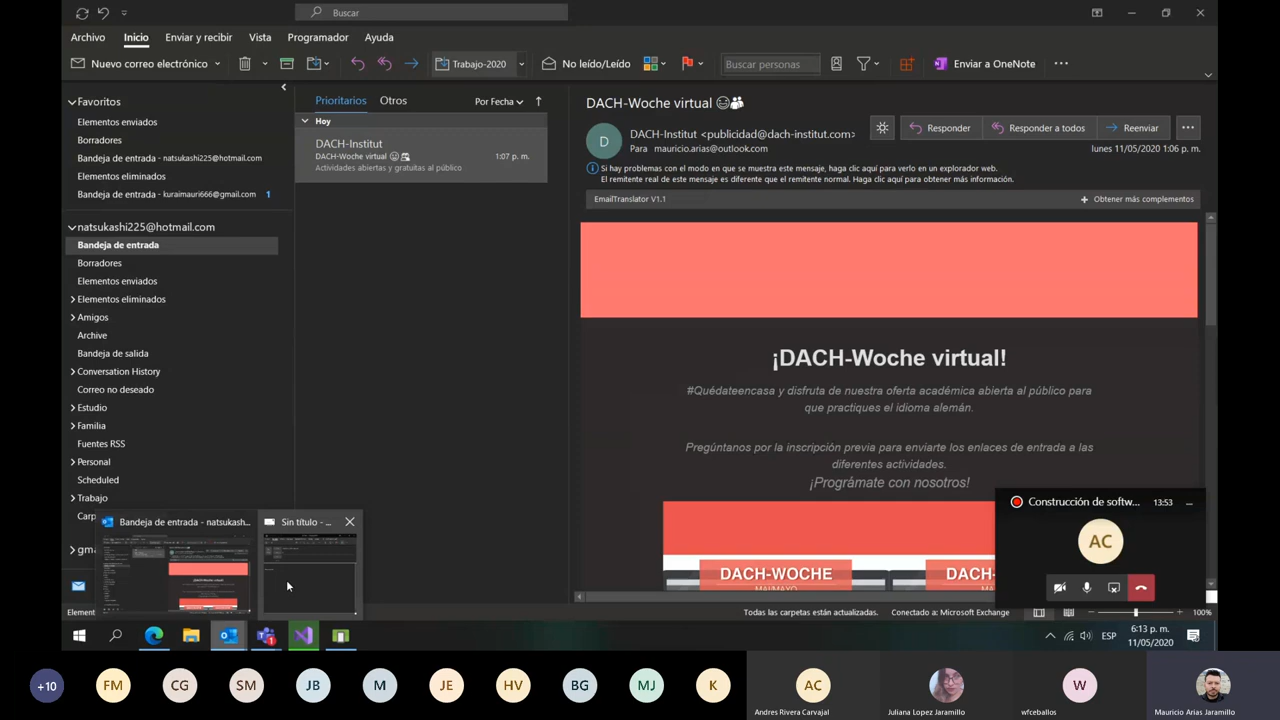 Buscar
Archivo
Inicio
Enviar y recibir
Vista
Programador
Ayuda
Nuevo correo electrónico
Trabajo-2020
No leído/Leído
Buscar personas
Enviar a OneNote
Favoritos
Elementos enviados
Borradores
Bandeja de entrada - natsukashi225@hotmail.com
Elementos eliminados
Bandeja de entrada - kuraimauri666@gmail.com 1
natsukashi225@hotmail.com
Bandeja de entrada
Borradores
Elementos enviados
Elementos eliminados
Amigos
Archive
Bandeja de salida
Conversation History
Correo no deseado
Estudio
Familia
Fuentes RSS
Personal
Scheduled
Trabajo
Carp
gm
Element
Prioritarios
Otros
Por Fecha
Hoy
DACH-Institut
DACH-Woche virtual
1:07 p. m.
Actividades abiertas y gratuitas al público
DACH-Woche virtual
D
DACH-Institut <publicidad@dach-institut.com>
Para mauricio.arias@outlook.com
Responder
Responder a todos
Reenviar
lunes 11/05/2020 1:06 p. m.
Si hay problemas con el modo en que se muestra este mensaje, haga clic aquí para verlo en un explorador web.
El remitente real de este mensaje es diferente que el remitente normal. Haga clic aquí para obtener más información.
EmailTranslator V1.1
Obtener más complementos
¡DACH-Woche virtual!
#Quédateencasa y disfruta de nuestra oferta académica abierta al público para
que practiques el idioma alemán.
Pregúntanos por la inscripción previa para enviarte los enlaces de entrada a las
diferentes actividades.
¡Prográmate con nosotros!
DACH-WOCHE
MAI/MAYO
DACH-
Bandeja de entrada - natsukash...
Sin título - ...
Construcción de softw...
13:53
AC
Todas las carpetas están actualizadas.
Conectado a: Microsoft Exchange
100%
1
ESP
6:13 p. m.
11/05/2020
+10
FM
CG
SM
JB
M
JE
HV
BG
MJ
K
AC
Andres Rivera Carvajal
Juliana Lopez Jaramillo
W
wfceballos
Mauricio Arias Jaramillo